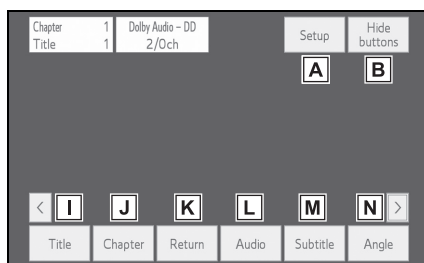 Chapter 1 Dolby Audio – DD Setup Hide
Title 1 2/0ch buttons
A B
< I J K L M N >
Title Chapter Return Audio Subtitle Angle